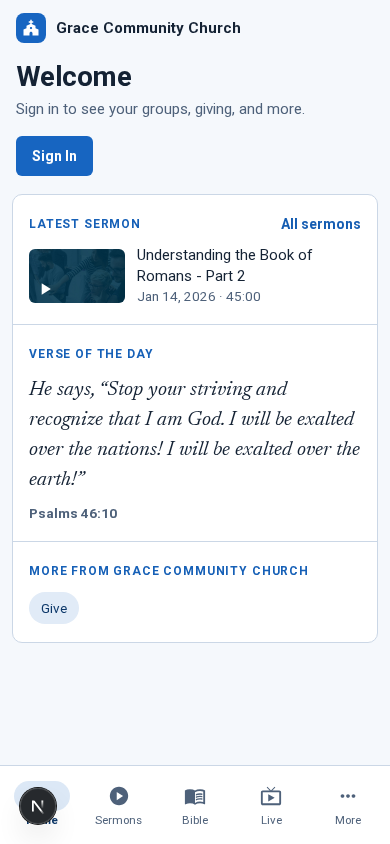 Grace Community Church
Welcome
Sign in to see your groups, giving, and more.
Sign In
LATEST SERMON
All sermons
Understanding the Book of
Romans - Part 2
Jan 14, 2026 · 45:00
VERSE OF THE DAY
He says, “Stop your striving and
recognize that I am God. I will be exalted
over the nations! I will be exalted over the
earth!”
Psalms 46:10
MORE FROM GRACE COMMUNITY CHURCH
Give
N
Sermons
Bible
Live
More